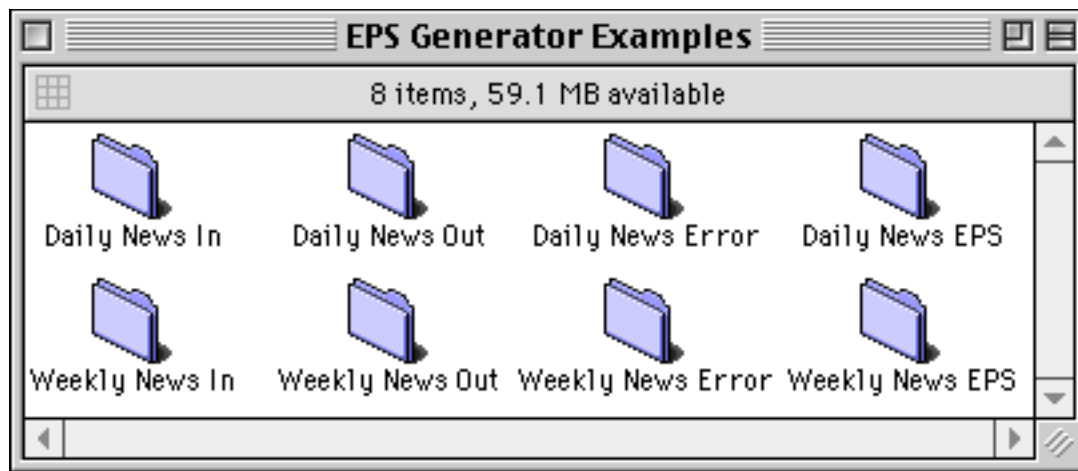 EPS Generator Examples
8 items, 59.1 MB available
Daily News In
Daily News Out
Daily News Error
Daily News EPS
Weekly News In
Weekly News Out
Weekly News Error
Weekly News EPS